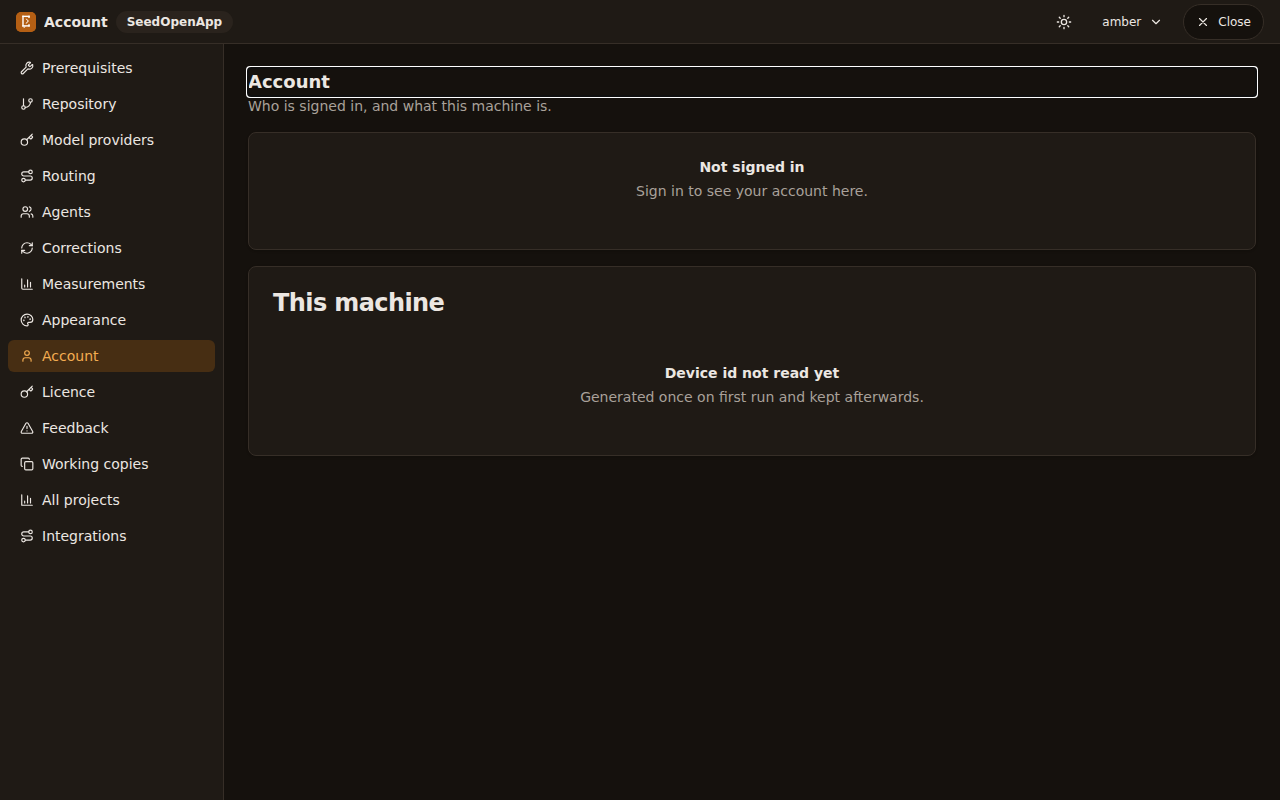 Account SeedOpenApp
amber
Close
Prerequisites
Repository
Model providers
Routing
Agents
Corrections
Measurements
Appearance
Account
Licence
Feedback
Working copies
All projects
Integrations
Account
Who is signed in, and what this machine is.
Not signed in
Sign in to see your account here.
This machine
Device id not read yet
Generated once on first run and kept afterwards.